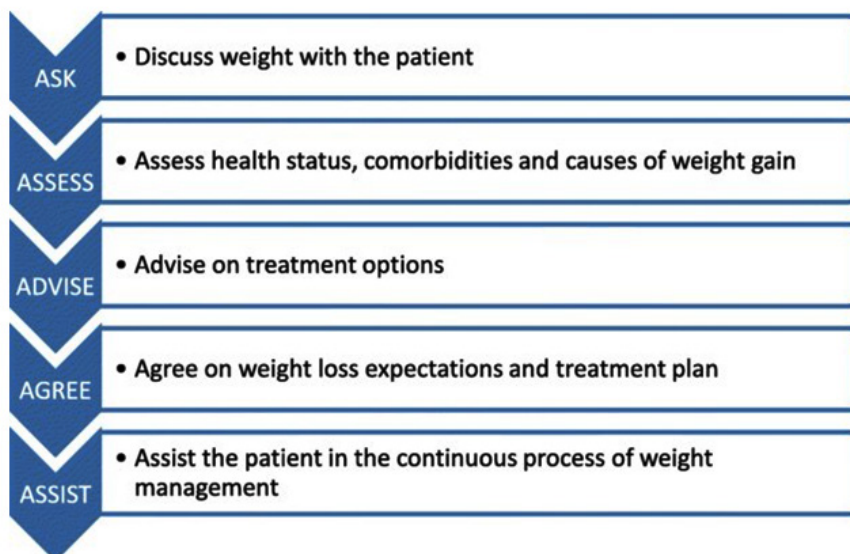 ASK
• Discuss weight with the patient
ASSESS
• Assess health status, comorbidities and causes of weight gain
ADVISE
• Advise on treatment options
AGREE
• Agree on weight loss expectations and treatment plan
ASSIST
• Assist the patient in the continuous process of weight
management